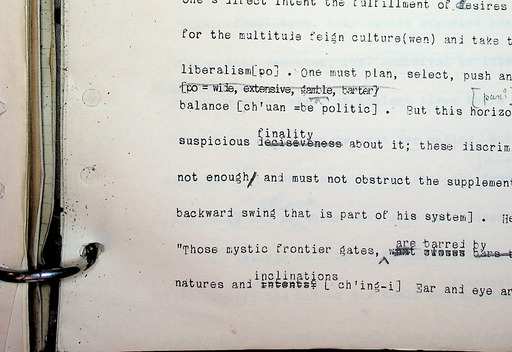 one's direct intent the fulfillment of desires
for the multitude feign culture(wen) and take t
liberalism[po] . One must plan, select, push an
[po = wide, extensive, gamble, barter]
balance [ch'uan =be politic] . But this horizo
finality
suspicious deciseveness about it; these discrim
not enough/ and must not obstruct the supplement
backward swing that is part of his system] . He
are barred by
"Those mystic frontier gates, what closes bars t
inclinations
natures and intents [ ch'ing-i] Ear and eye ar